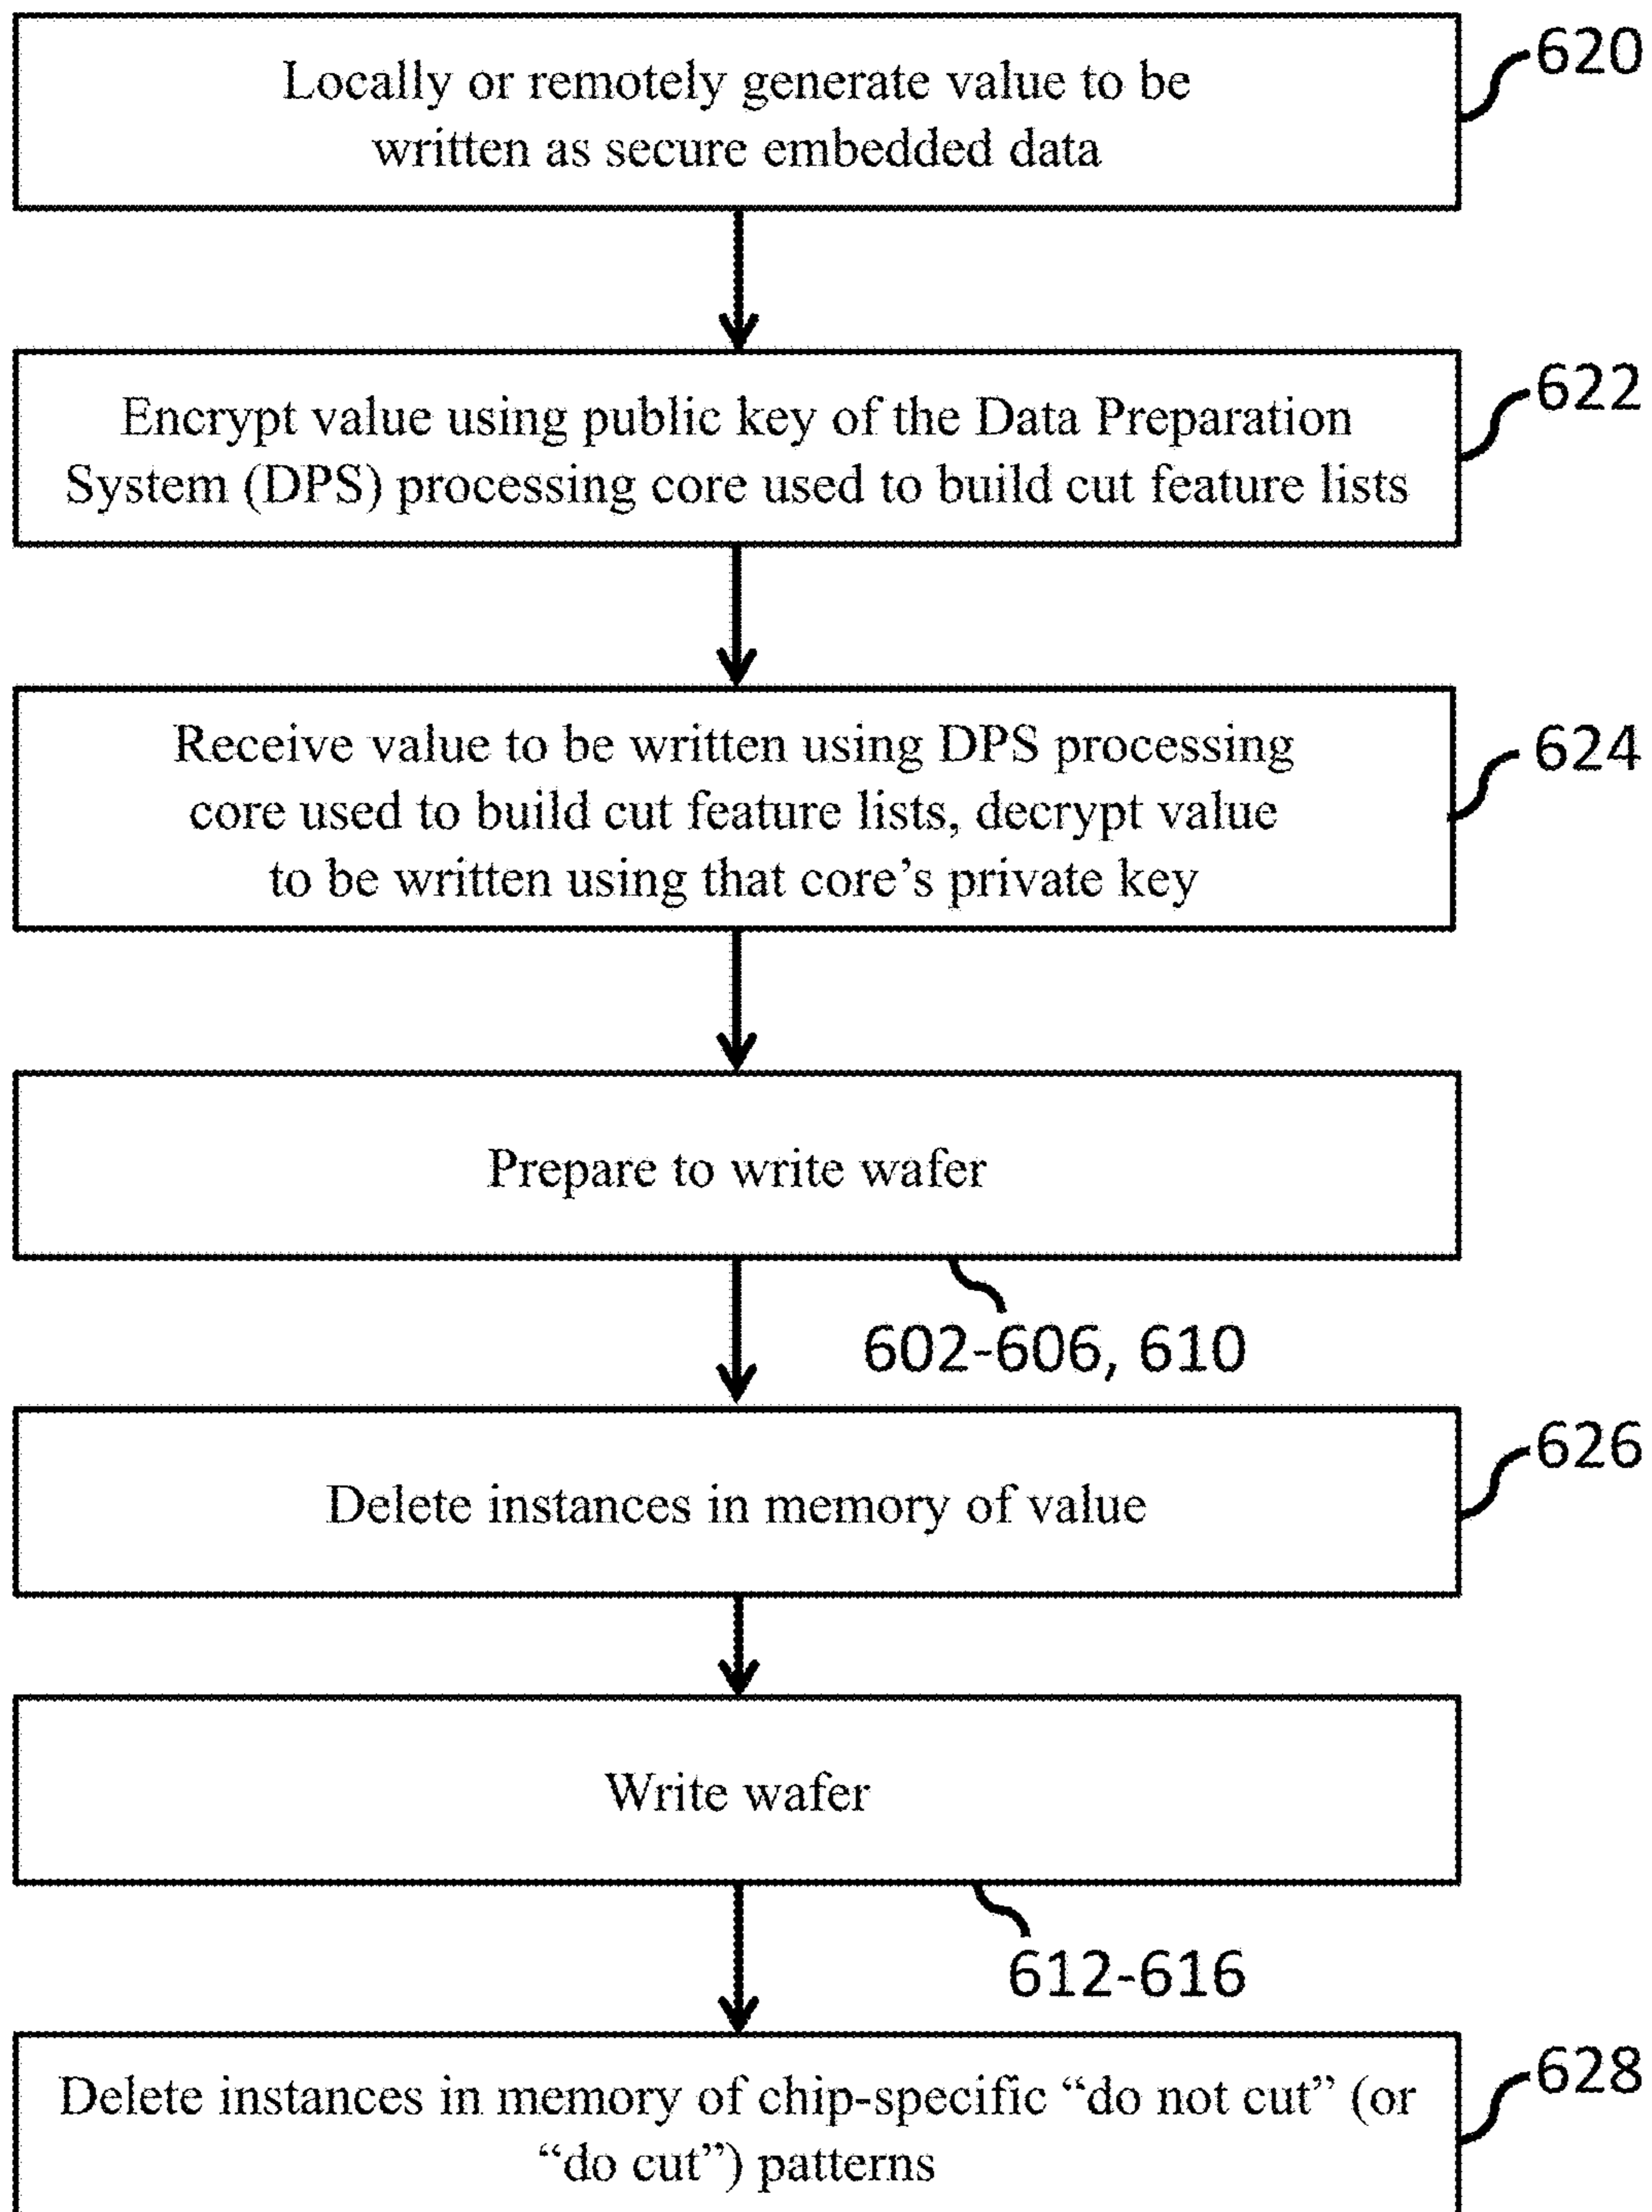 Locally or remotely generate value to be
written as secure embedded data
620
Encrypt value using public key of the Data Preparation
System (DPS) processing core used to build cut feature lists
622
Receive value to be written using DPS processing
core used to build cut feature lists, decrypt value
to be written using that core’s private key
624
Prepare to write wafer
602-606, 610
Delete instances in memory of value
626
Write wafer
612-616
Delete instances in memory of chip-specific “do not cut” (or
“do cut”) patterns
628